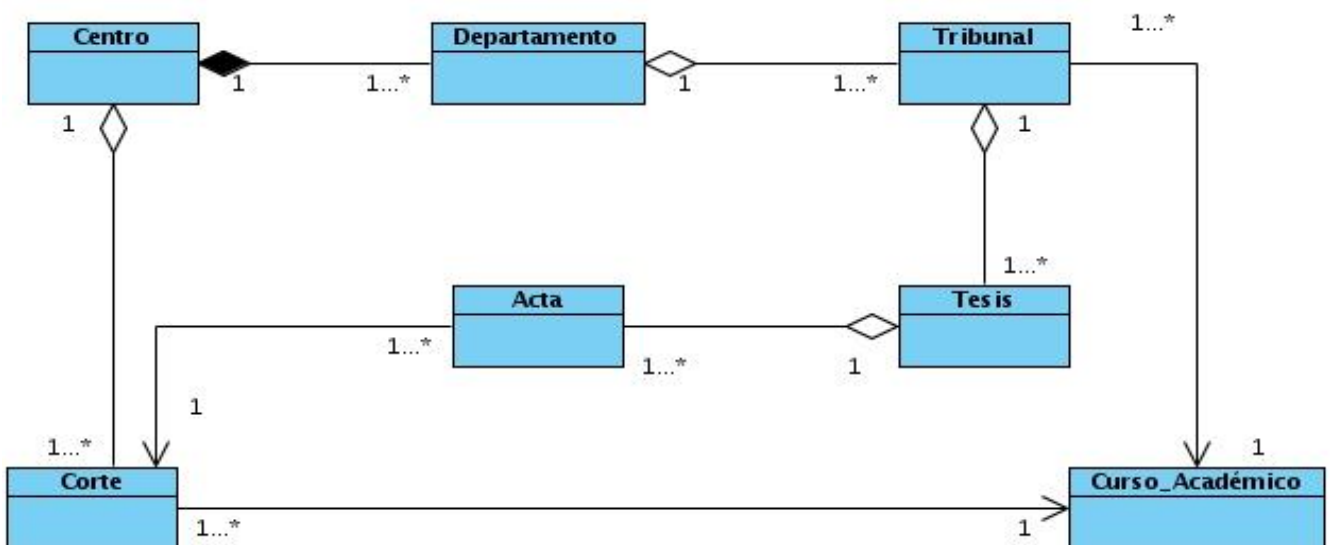 1...*
Centro
Departamento
Tribunal
1
1...*
1
1...*
1
1
1...*
Acta
Tesis
1...*
1...*
1
1
1...*
1
Corte
Curso_Académico
1...*
1